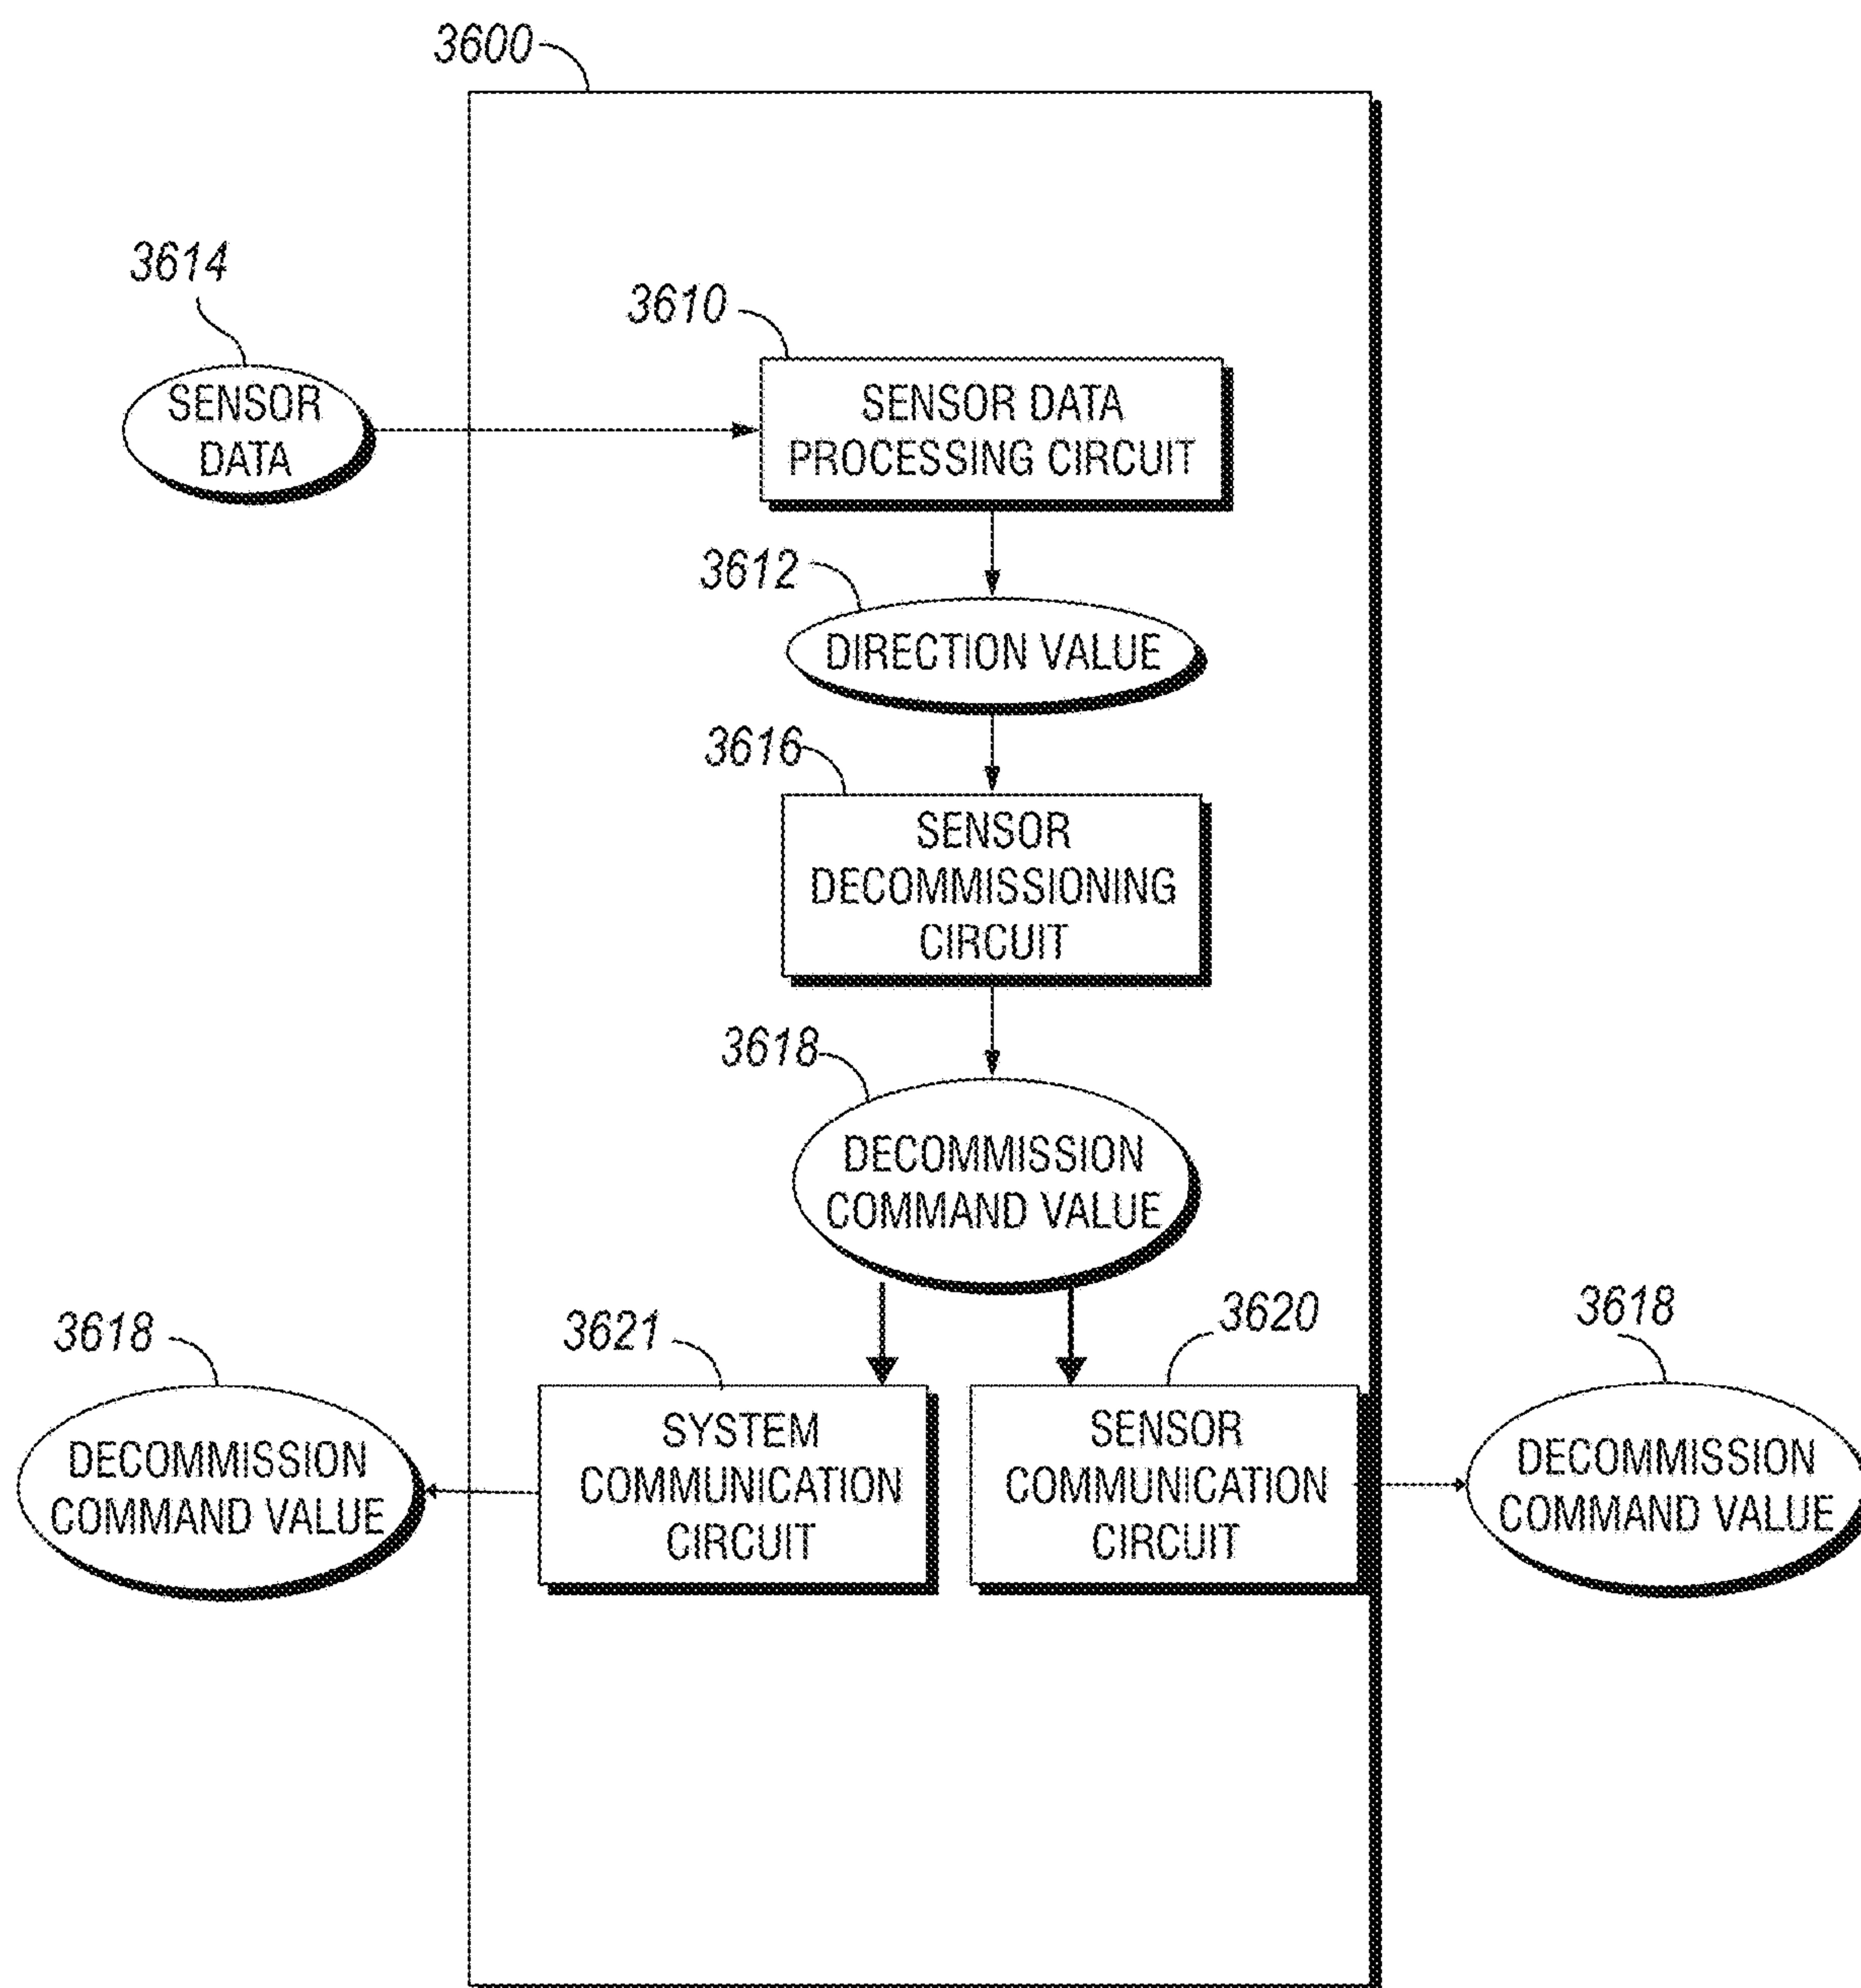 3600
3614
3610
SENSOR
DATA
SENSOR DATA
PROCESSING CIRCUIT
3612
DIRECTION VALUE
3616
SENSOR
DECOMMISSIONING
CIRCUIT
3618
DECOMMISSION
COMMAND VALUE
3618
3621
3620
3618
DECOMMISSION
COMMAND VALUE
SYSTEM
COMMUNICATION
CIRCUIT
SENSOR
COMMUNICATION
CIRCUIT
DECOMMISSION
COMMAND VALUE